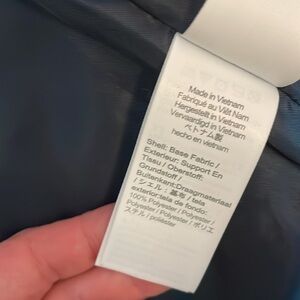 Made in Vietnam
Fabriqué au Viêt Nam
Hergestellt in Vietnam
Vervaardigd in Vietnam
ベトナム製
hecho en vietnam
Shell: Base Fabric /
Exterieur: Support En
Tissu / Oberstoff:
Grundstoff /
Buitenkant:Draagmateriaal
/ シェル：基布 / tela
exterior:tela de fondo:
100% Polyester / Polyester /
Polyester / Polyester / ポリエ
ステル / poliéster